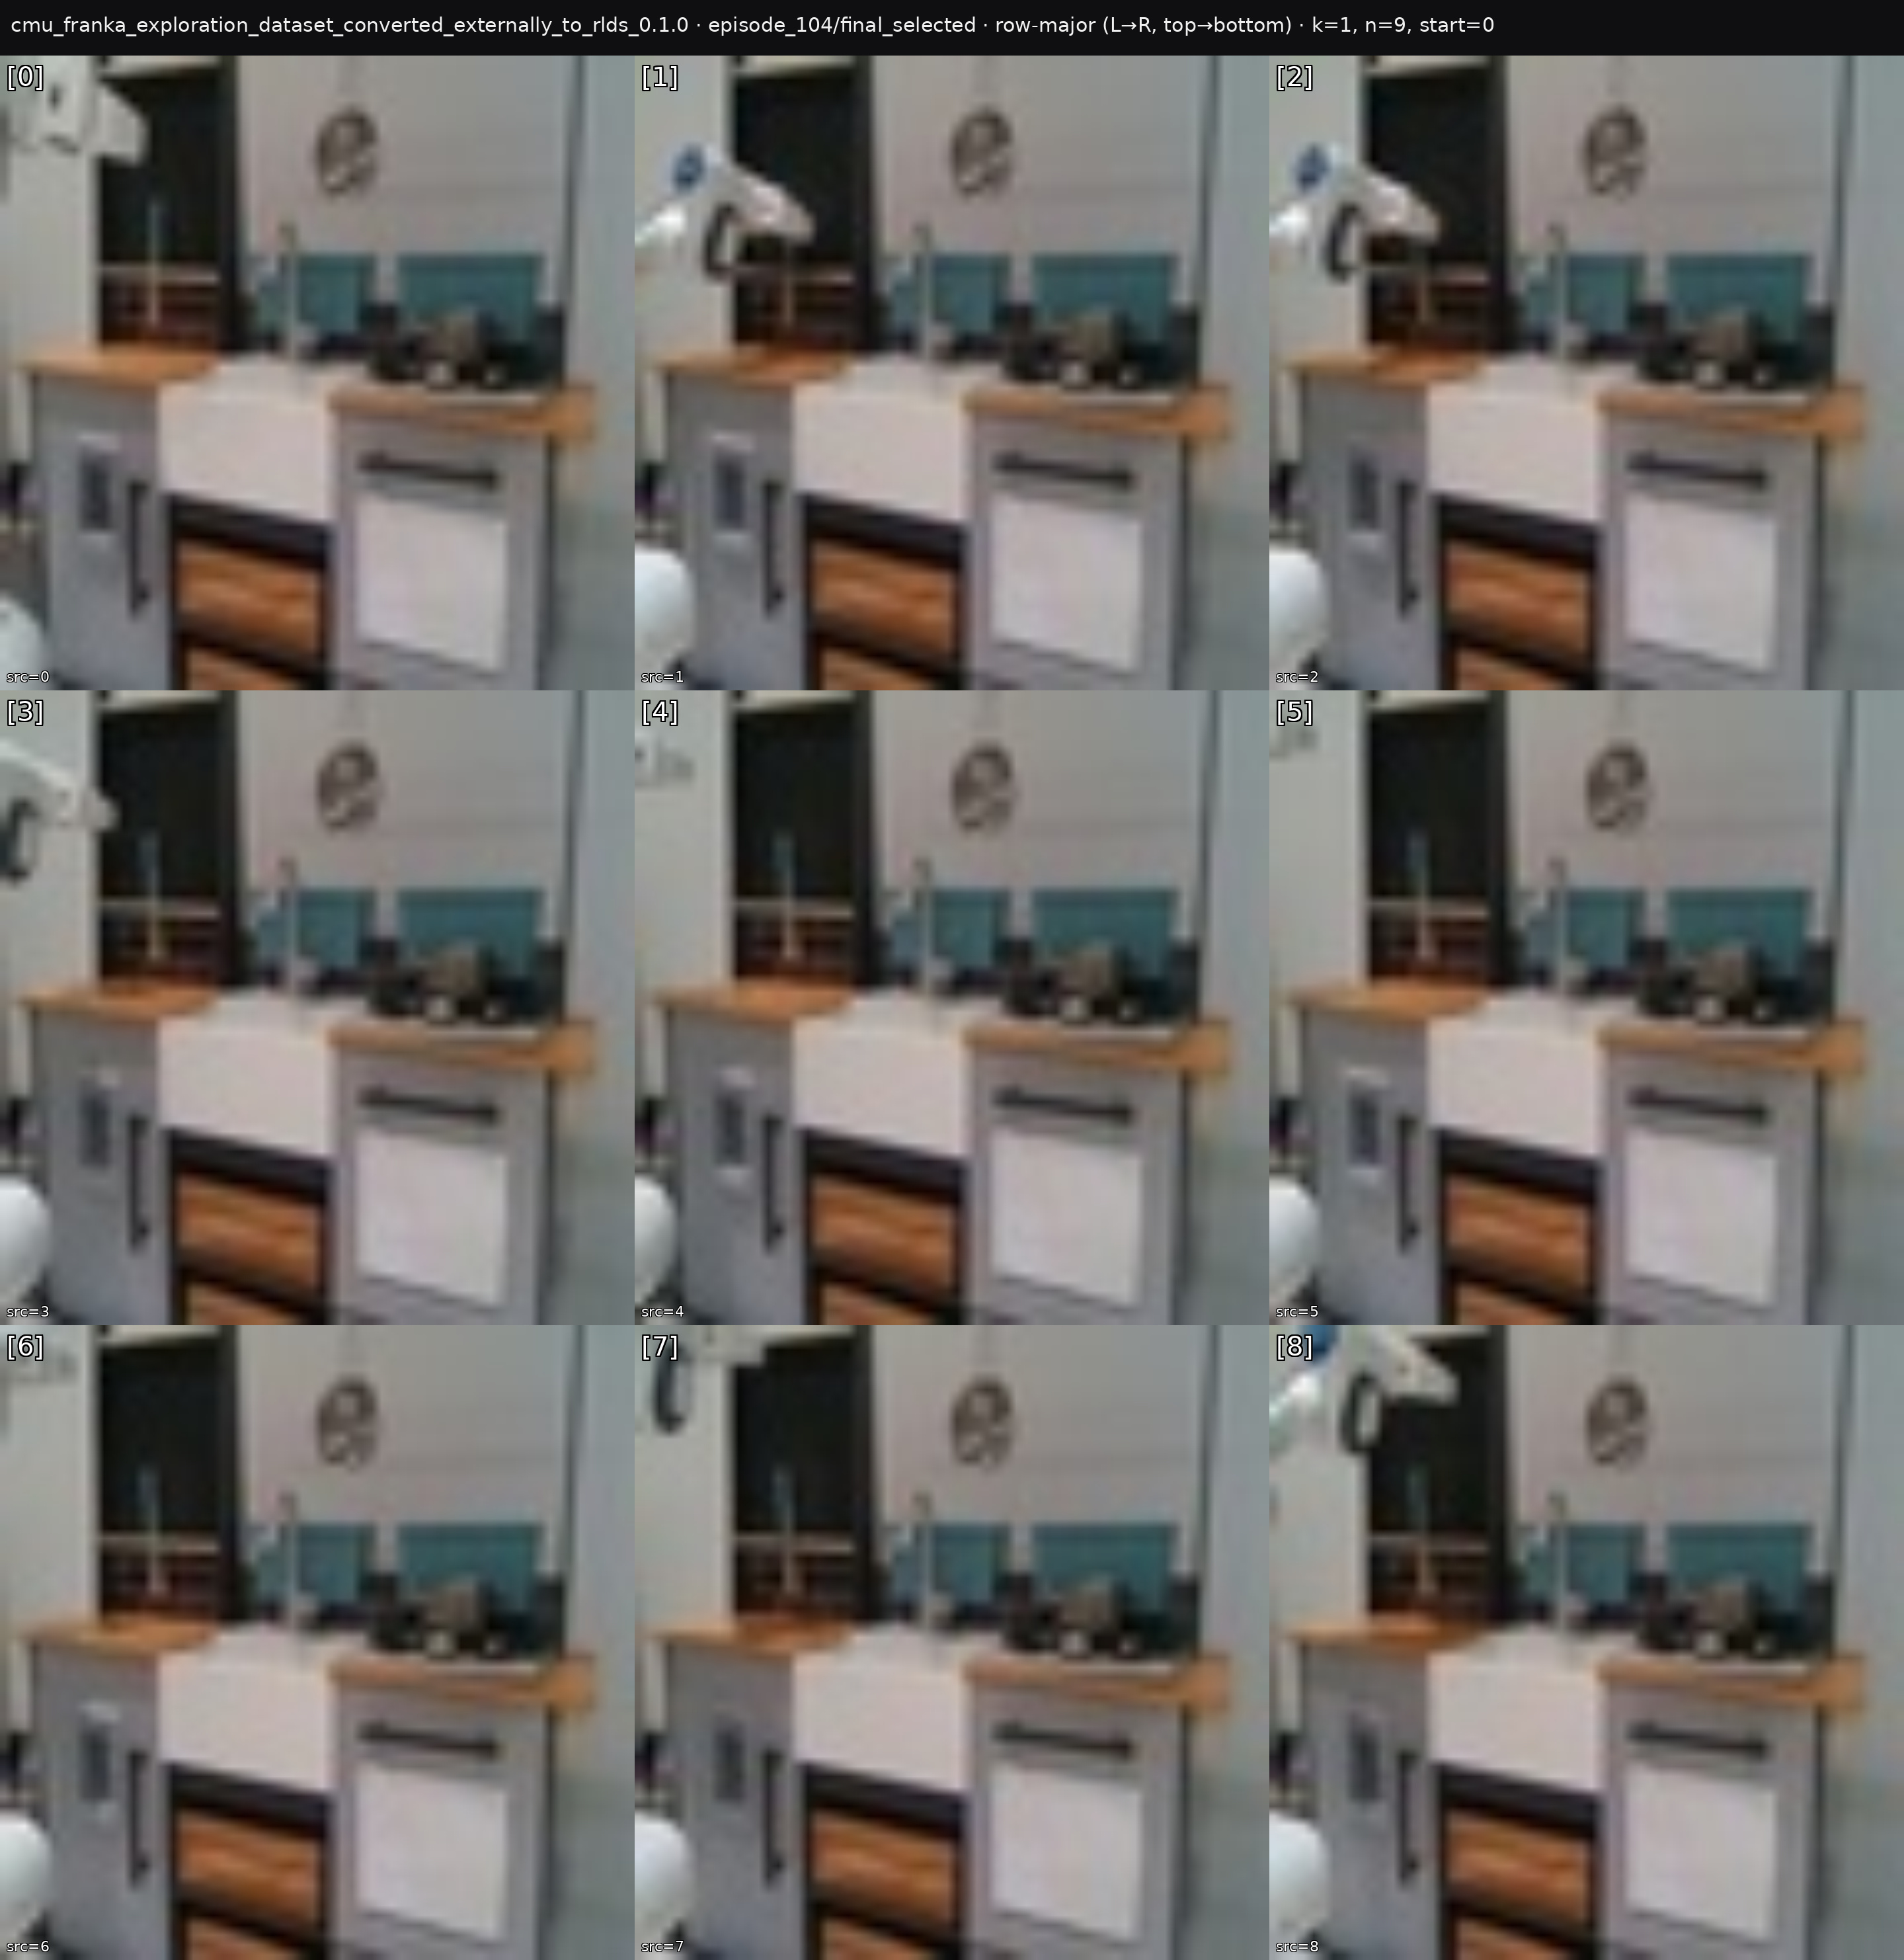 cmu_franka_exploration_dataset_converted_externally_to_rlds_0.1.0 · episode_104/final_selected · row-major (L→R, top→bottom) · k=1, n=9, start=0
[0]
[1]
[2]
src=0
src=1
src=2
[3]
[4]
[5]
src=3
src=4
src=5
[6]
[7]
[8]
src=6
src=7
src=8